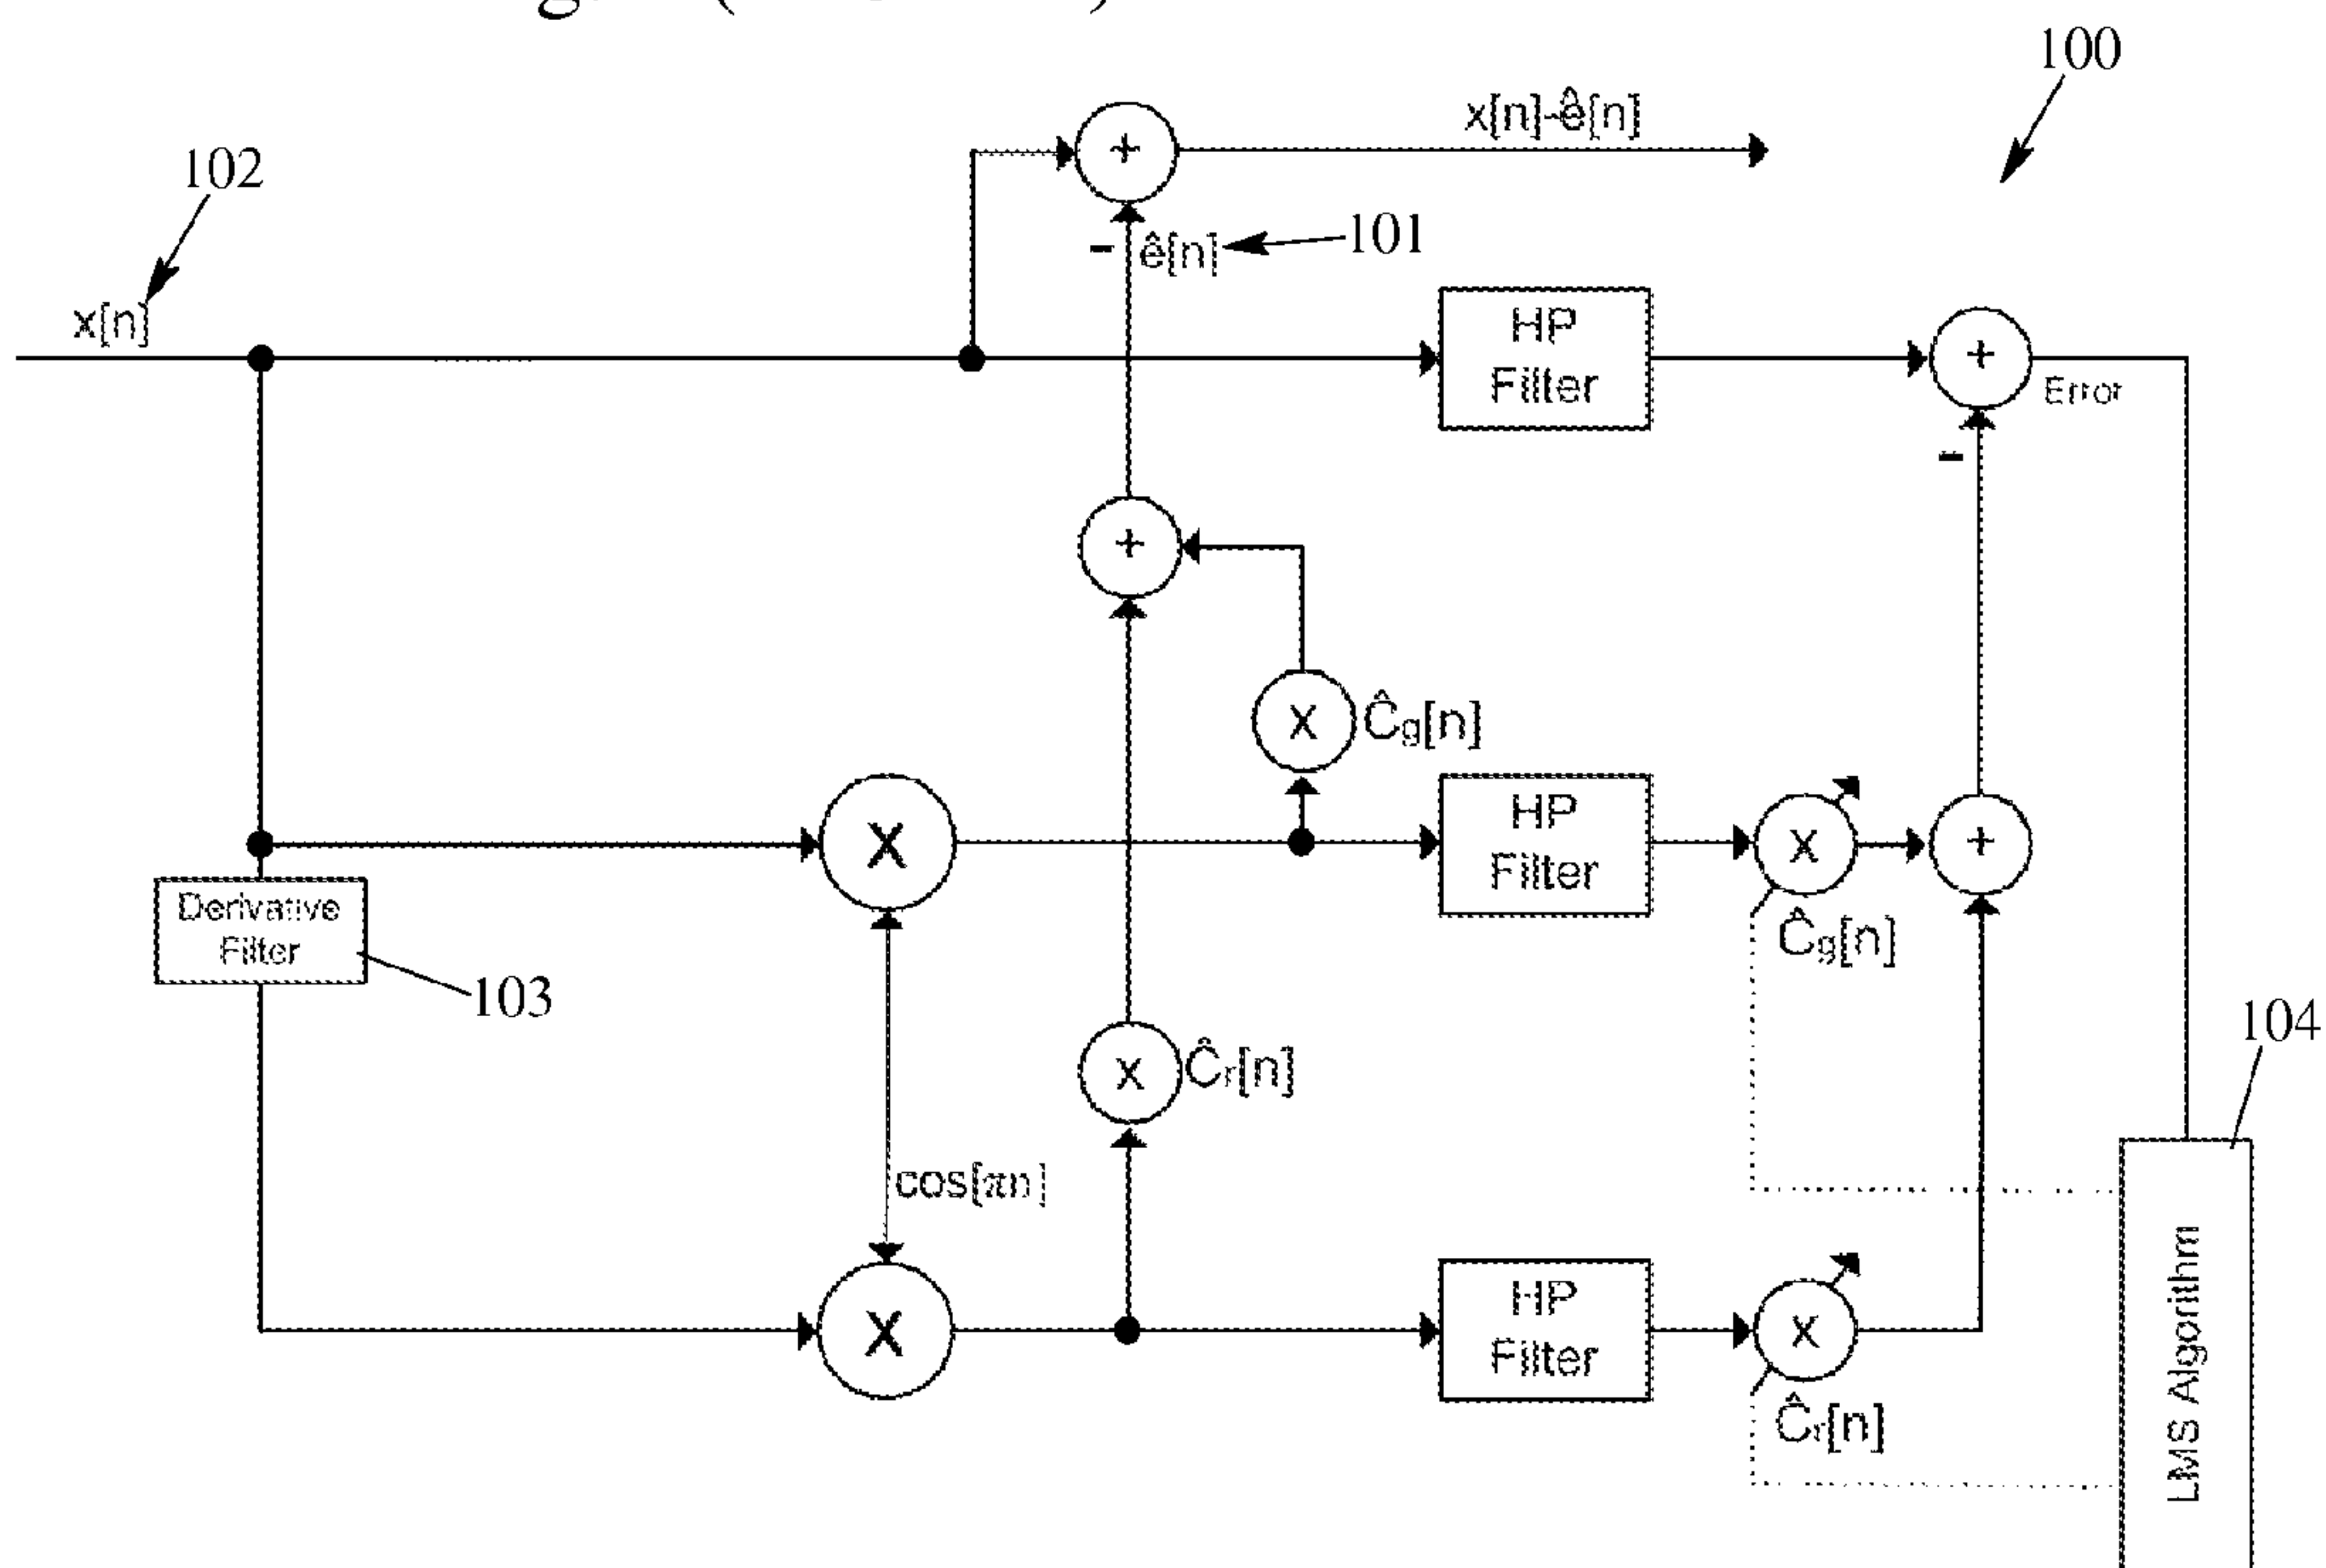 100
x[n]-ê[n]
+
102
- ê[n]
101
x[n]
HP
Filter
+
Error
-
+
X
Ĉg[n]
X
HP
Filter
X
+
Derivative
Filter
Ĉg[n]
103
104
X
Ĉr[n]
cos[πn]
X
HP
Filter
X
Ĉr[n]
LMS Algorithm